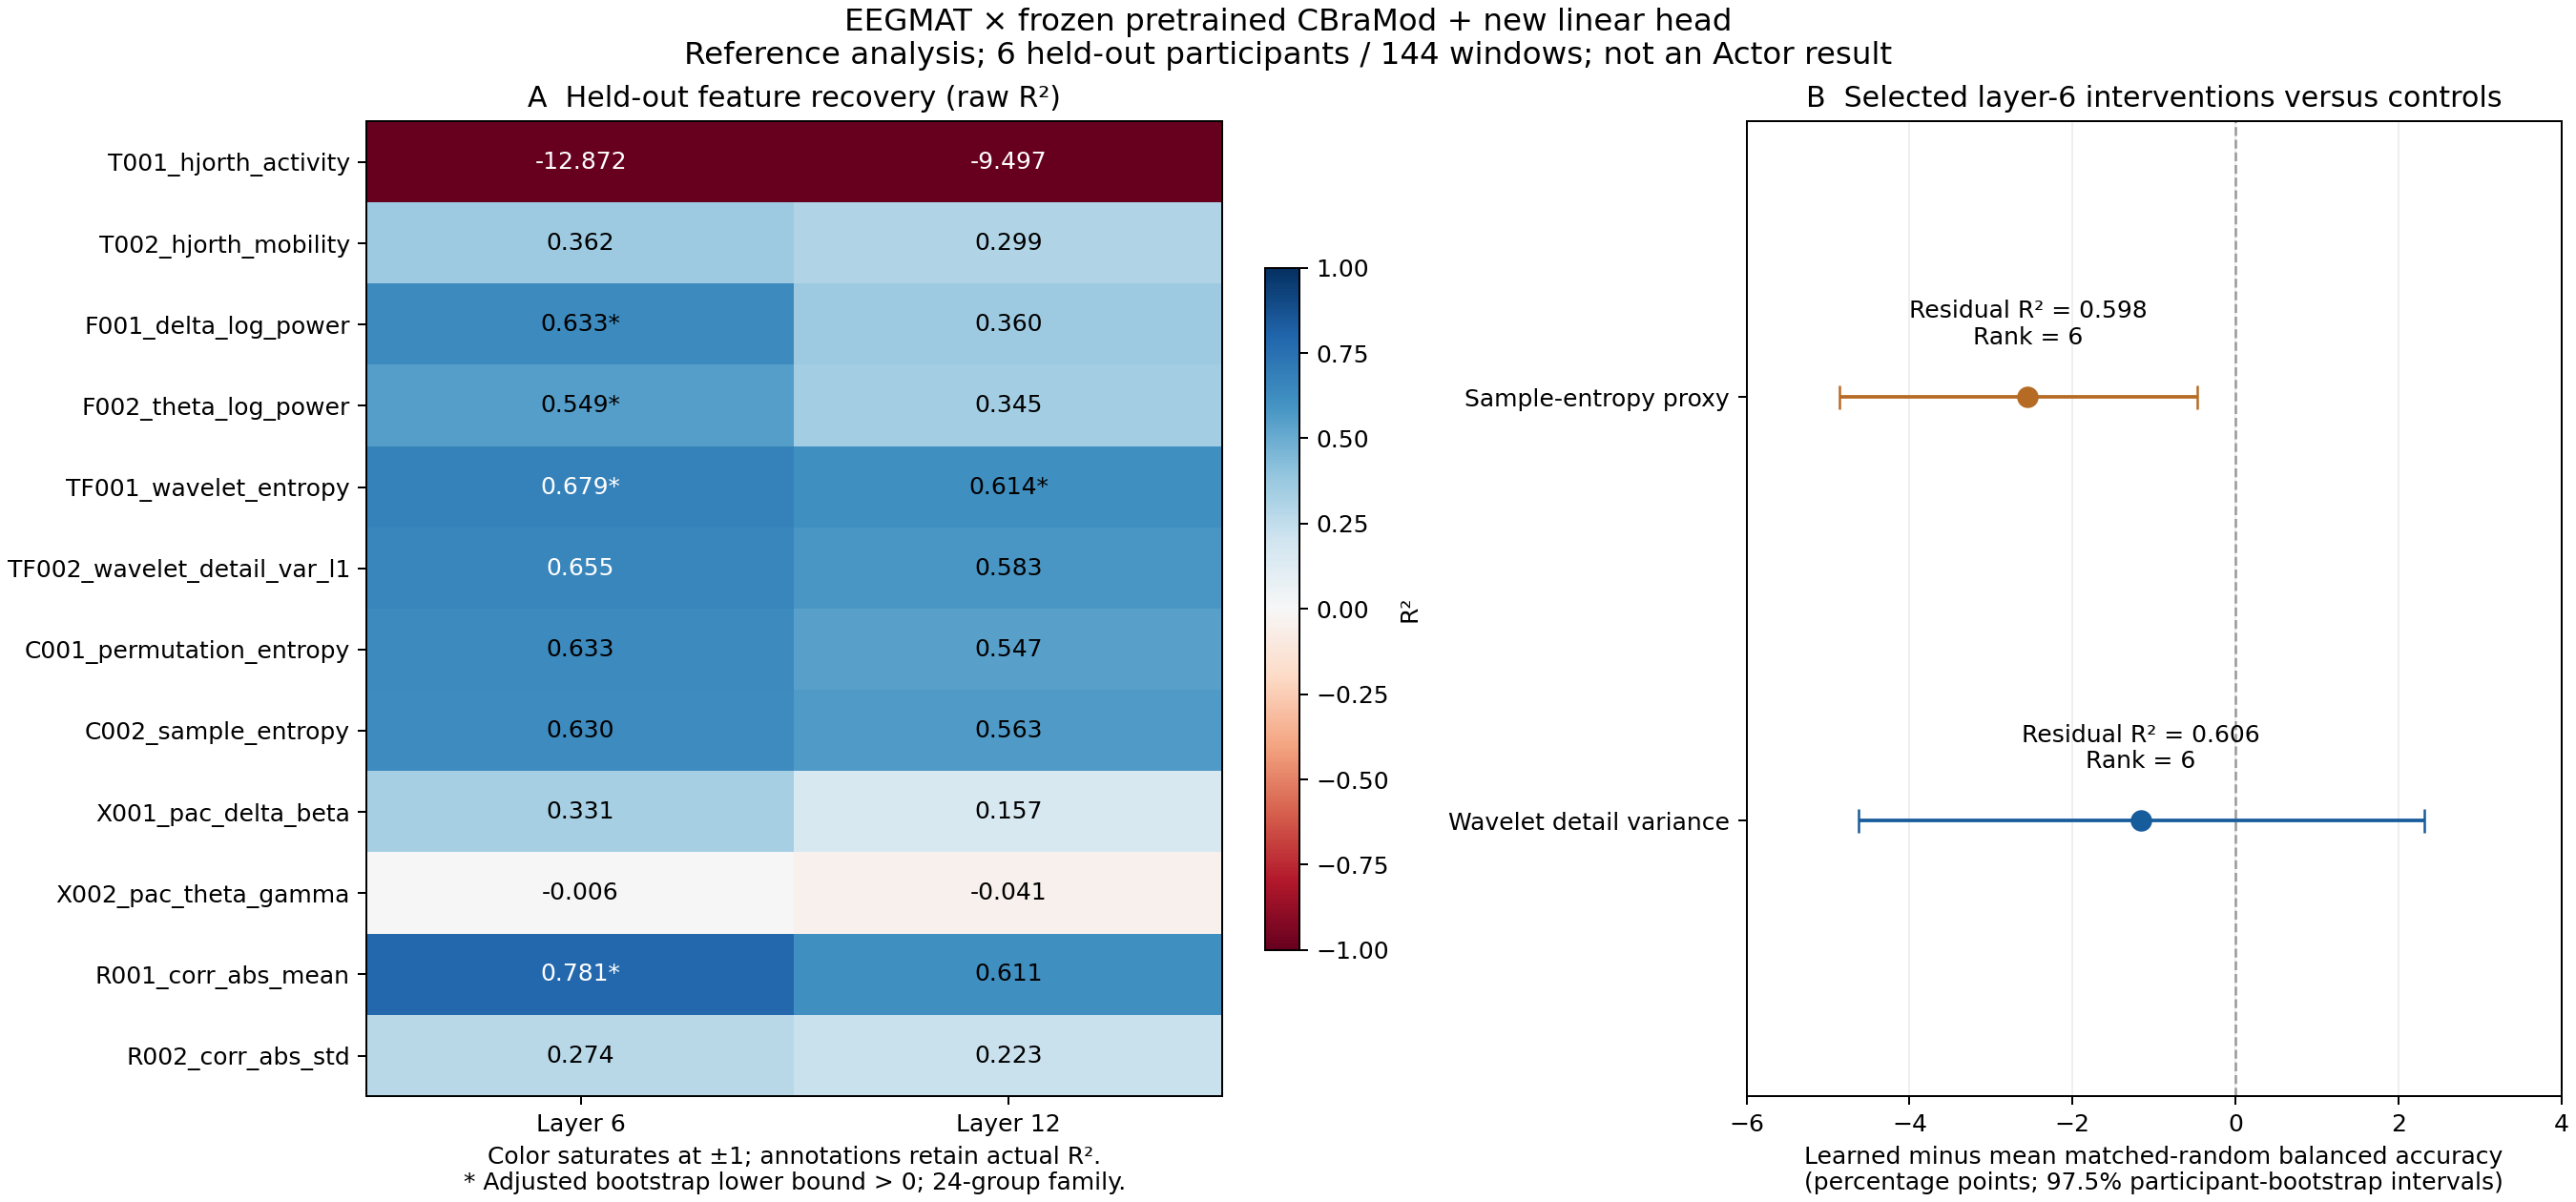 EEGMAT × frozen pretrained CBraMod + new linear head
Reference analysis; 6 held-out participants / 144 windows; not an Actor result
A  Held-out feature recovery (raw R²)
T001_hjorth_activity -12.872 -9.497
T002_hjorth_mobility 0.362 0.299
F001_delta_log_power 0.633* 0.360
F002_theta_log_power 0.549* 0.345
TF001_wavelet_entropy 0.679* 0.614*
TF002_wavelet_detail_var_l1 0.655 0.583
C001_permutation_entropy 0.633 0.547
C002_sample_entropy 0.630 0.563
X001_pac_delta_beta 0.331 0.157
X002_pac_theta_gamma -0.006 -0.041
R001_corr_abs_mean 0.781* 0.611
R002_corr_abs_std 0.274 0.223
Layer 6 Layer 12
Color saturates at ±1; annotations retain actual R².
* Adjusted bootstrap lower bound > 0; 24-group family.
1.00
0.75
0.50
0.25
0.00
−0.25
−0.50
−0.75
−1.00
R²
B  Selected layer-6 interventions versus controls
Residual R² = 0.598
Rank = 6
Sample-entropy proxy
Residual R² = 0.606
Rank = 6
Wavelet detail variance
−6 −4 −2 0 2 4
Learned minus mean matched-random balanced accuracy
(percentage points; 97.5% participant-bootstrap intervals)